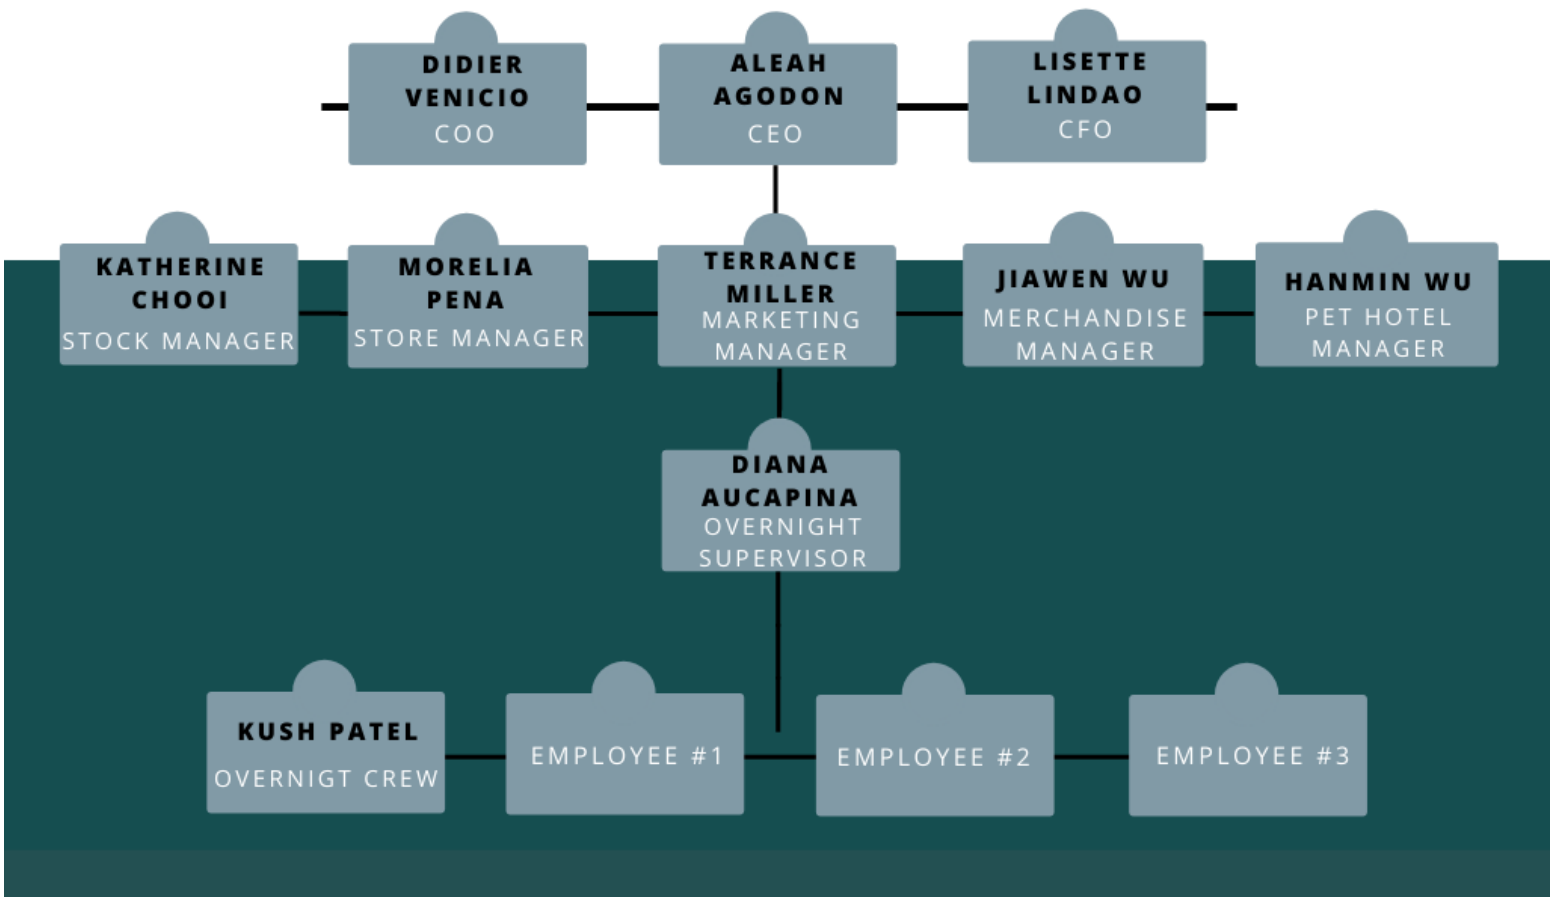 DIDIER
VENICIO
COO
ALEAH
AGODON
CEO
LISETTE
LINDAO
CFO
KATHERINE
CHOOI
STOCK MANAGER
MORELIA
PENA
STORE MANAGER
TERRANCE
MILLER
MARKETING
MANAGER
JIAWEN WU
MERCHANDISE
MANAGER
HANMIN WU
PET HOTEL
MANAGER
DIANA
AUCAPINA
OVERNIGHT
SUPERVISOR
KUSH PATEL
OVERNIGT CREW
EMPLOYEE #1
EMPLOYEE #2
EMPLOYEE #3